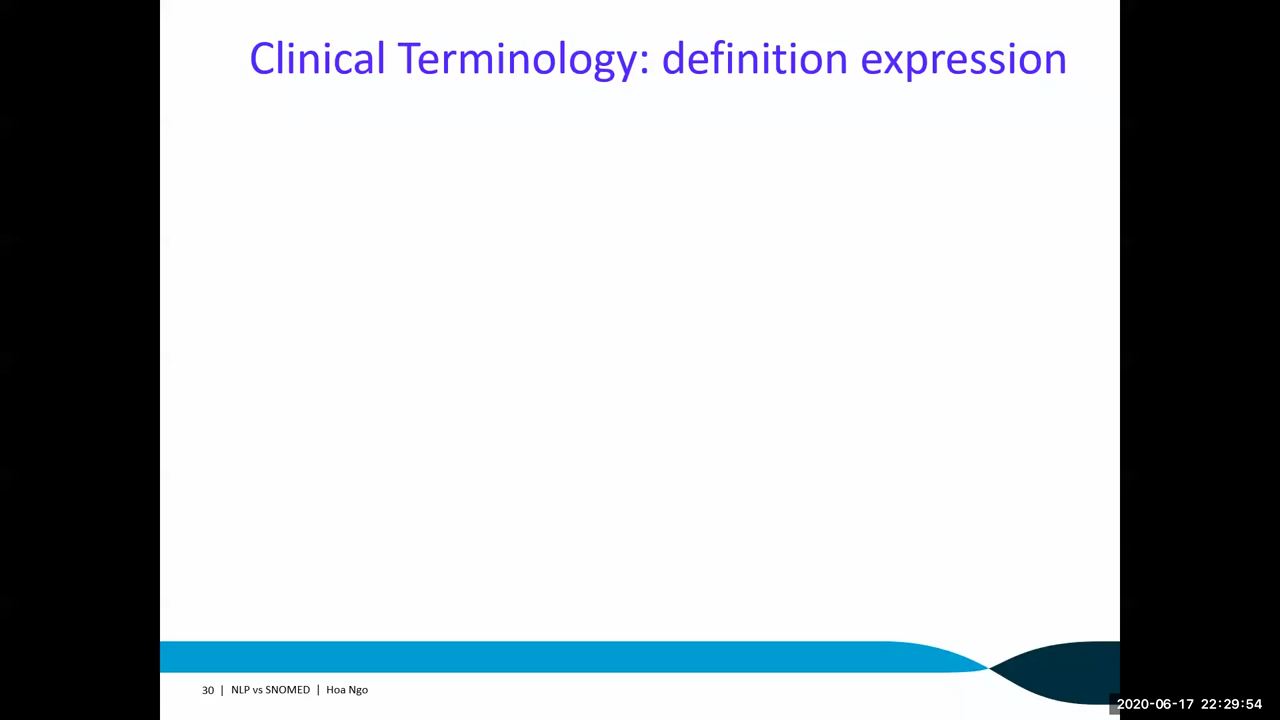 Clinical Terminology: definition expression
30 | NLP vs SNOMED | Hoa Ngo
2020-06-17 22:29:54